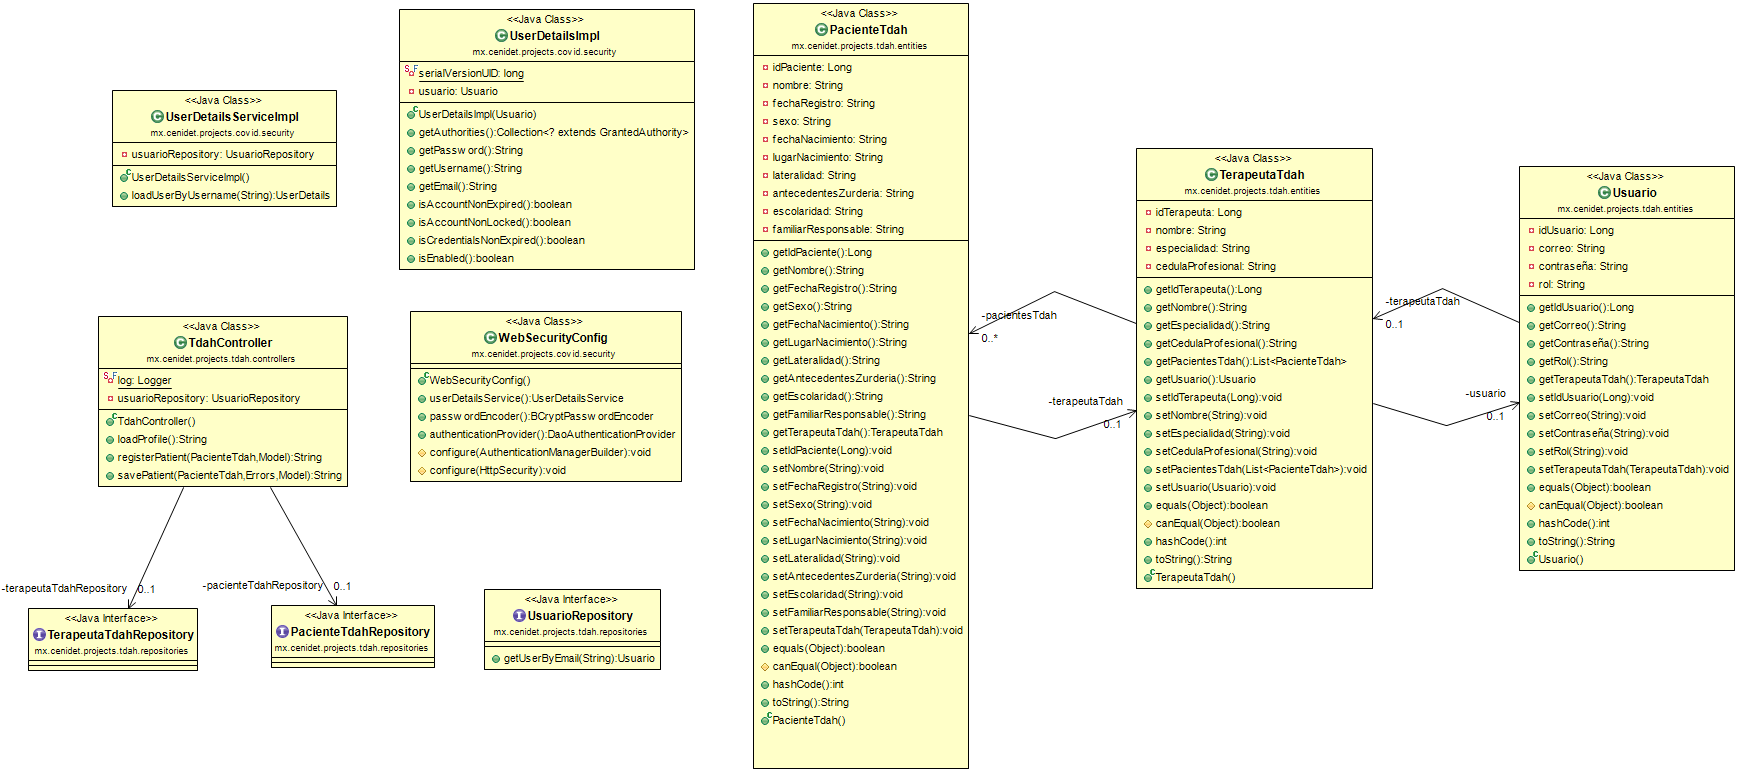 <<Java Class>>
UserDetailsServiceImpl
mx.cenidet.projects.covid.security
usuarioRepository: UsuarioRepository
UserDetailsServiceImpl()
loadUserByUsername(String):UserDetails
<<Java Class>>
UserDetailsImpl
mx.cenidet.projects.covid.security
serialVersionUID: long
usuario: Usuario
UserDetailsImpl(Usuario)
getAuthorities():Collection<? extends GrantedAuthority>
getPassword():String
getUsername():String
getEmail():String
isAccountNonExpired():boolean
isAccountNonLocked():boolean
isCredentialsNonExpired():boolean
isEnabled():boolean
<<Java Class>>
TdahController
mx.cenidet.projects.tdah.controllers
log: Logger
usuarioRepository: UsuarioRepository
TdahController()
loadProfile():String
registerPatient(PacienteTdah,Model):String
savePatient(PacienteTdah,Errors,Model):String
<<Java Class>>
WebSecurityConfig
mx.cenidet.projects.covid.security
WebSecurityConfig()
userDetailsService():UserDetailsService
passwordEncoder():BCryptPasswordEncoder
authenticationProvider():DaoAuthenticationProvider
configure(AuthenticationManagerBuilder):void
configure(HttpSecurity):void
-terapeutaTdahRepository
0..1
-pacienteTdahRepository
0..1
<<Java Interface>>
TerapeutaTdahRepository
mx.cenidet.projects.tdah.repositories
<<Java Interface>>
PacienteTdahRepository
mx.cenidet.projects.tdah.repositories
<<Java Interface>>
UsuarioRepository
mx.cenidet.projects.tdah.repositories
getUserByEmail(String):Usuario
<<Java Class>>
PacienteTdah
mx.cenidet.projects.tdah.entities
idPaciente: Long
nombre: String
fechaRegistro: String
sexo: String
fechaNacimiento: String
lugarNacimiento: String
lateralidad: String
antecedentesZurderia: String
escolaridad: String
familiarResponsable: String
getIdPaciente():Long
getNombre():String
getFechaRegistro():String
getSexo():String
getFechaNacimiento():String
getLugarNacimiento():String
getLateralidad():String
getAntecedentesZurderia():String
getEscolaridad():String
getFamiliarResponsable():String
getTerapeutaTdah():TerapeutaTdah
setIdPaciente(Long):void
setNombre(String):void
setFechaRegistro(String):void
setSexo(String):void
setFechaNacimiento(String):void
setLugarNacimiento(String):void
setLateralidad(String):void
setAntecedentesZurderia(String):void
setEscolaridad(String):void
setFamiliarResponsable(String):void
setTerapeutaTdah(TerapeutaTdah):void
equals(Object):boolean
canEqual(Object):boolean
hashCode():int
toString():String
PacienteTdah()
-pacientesTdah
0..*
-terapeutaTdah
0..1
<<Java Class>>
TerapeutaTdah
mx.cenidet.projects.tdah.entities
idTerapeuta: Long
nombre: String
especialidad: String
cedulaProfesional: String
getIdTerapeuta():Long
getNombre():String
getEspecialidad():String
getCedulaProfesional():String
getPacientesTdah():List<PacienteTdah>
getUsuario():Usuario
setIdTerapeuta(Long):void
setNombre(String):void
setEspecialidad(String):void
setCedulaProfesional(String):void
setPacientesTdah(List<PacienteTdah>):void
setUsuario(Usuario):void
equals(Object):boolean
canEqual(Object):boolean
hashCode():int
toString():String
TerapeutaTdah()
-terapeutaTdah
0..1
-usuario
0..1
<<Java Class>>
Usuario
mx.cenidet.projects.tdah.entities
idUsuario: Long
correo: String
contraseña: String
rol: String
getIdUsuario():Long
getCorreo():String
getContraseña():String
getRol():String
getTerapeutaTdah():TerapeutaTdah
setIdUsuario(Long):void
setCorreo(String):void
setContraseña(String):void
setRol(String):void
setTerapeutaTdah(TerapeutaTdah):void
equals(Object):boolean
canEqual(Object):boolean
hashCode():int
toString():String
Usuario()